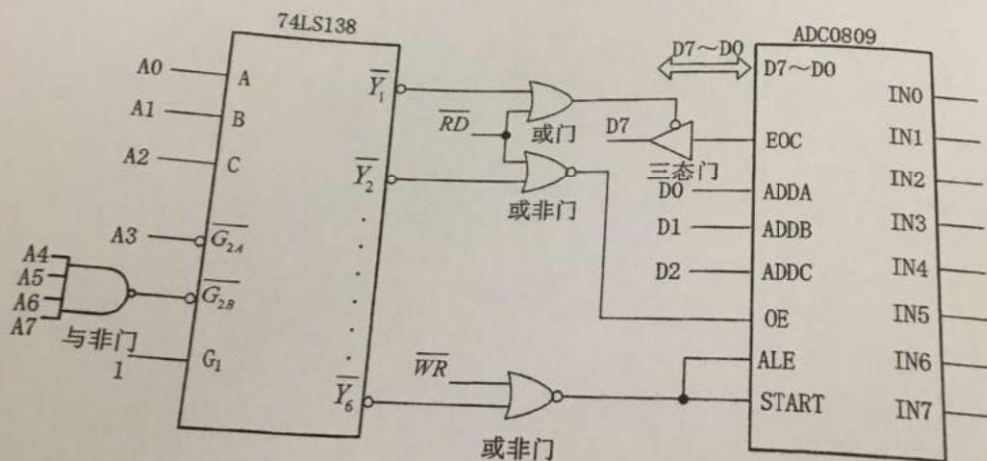 74LS138
ADC0809
A0
A
A1
B
A2
C
A3
G2A
A4
A5
A6
A7
与非门
G2B
1
G1
Y1
Y2
Y6
RD
或门
或非门
WR
或非门
D7
三态门
D7～D0
D7～D0
EOC
D0
ADDA
D1
ADDB
D2
ADDC
OE
ALE
START
IN0
IN1
IN2
IN3
IN4
IN5
IN6
IN7